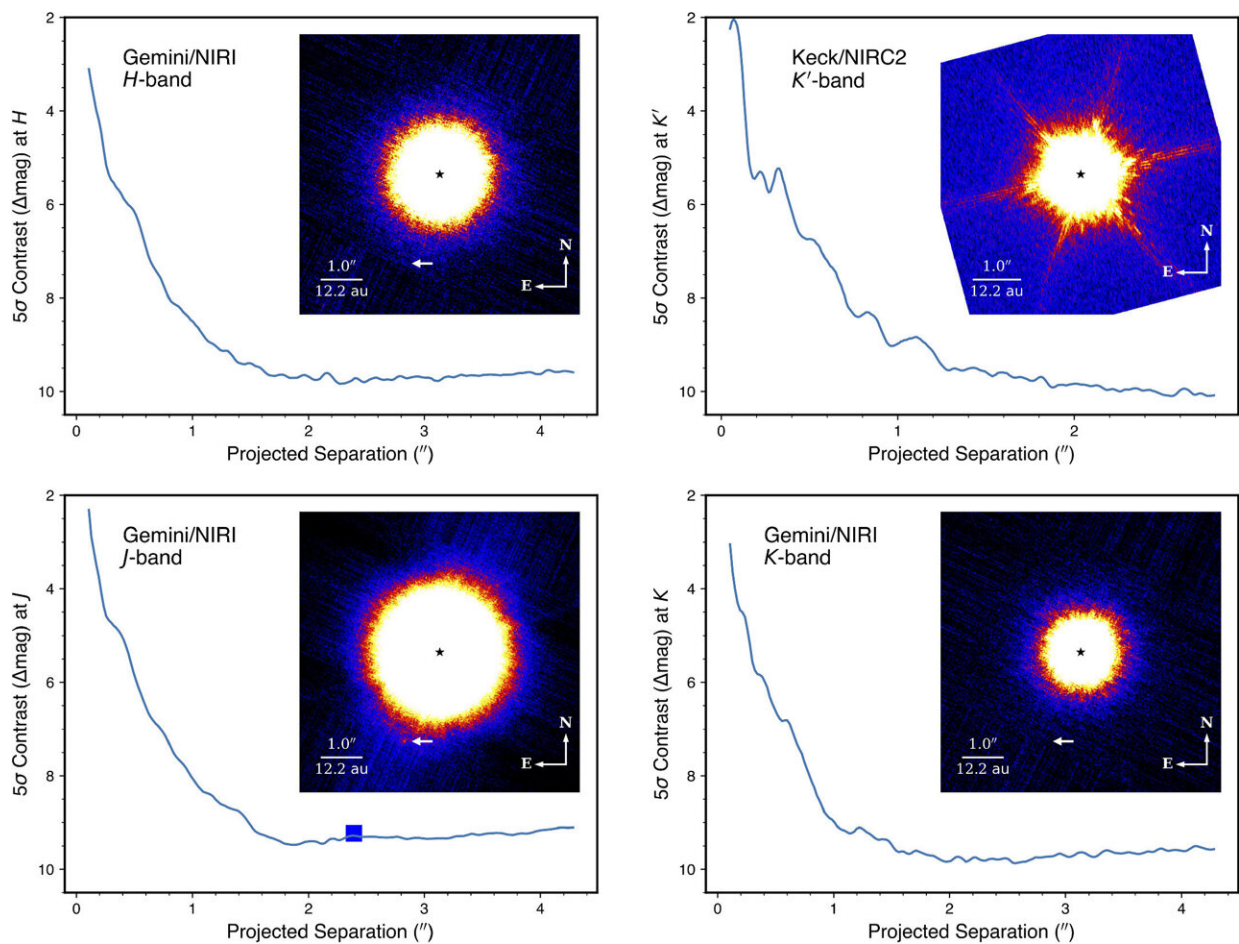 Gemini/NIRI
H-band
1.0″
12.2 au
N
E
5σ Contrast (Δmag) at H
2
4
6
8
10
0
1
2
3
4
Projected Separation (″)
Keck/NIRC2
K′-band
1.0″
12.2 au
N
E
5σ Contrast (Δmag) at K′
2
4
6
8
10
0
1
2
Projected Separation (″)
Gemini/NIRI
J-band
1.0″
12.2 au
N
E
5σ Contrast (Δmag) at J
2
4
6
8
10
0
1
2
3
4
Projected Separation (″)
Gemini/NIRI
K-band
1.0″
12.2 au
N
E
5σ Contrast (Δmag) at K
2
4
6
8
10
0
1
2
3
4
Projected Separation (″)